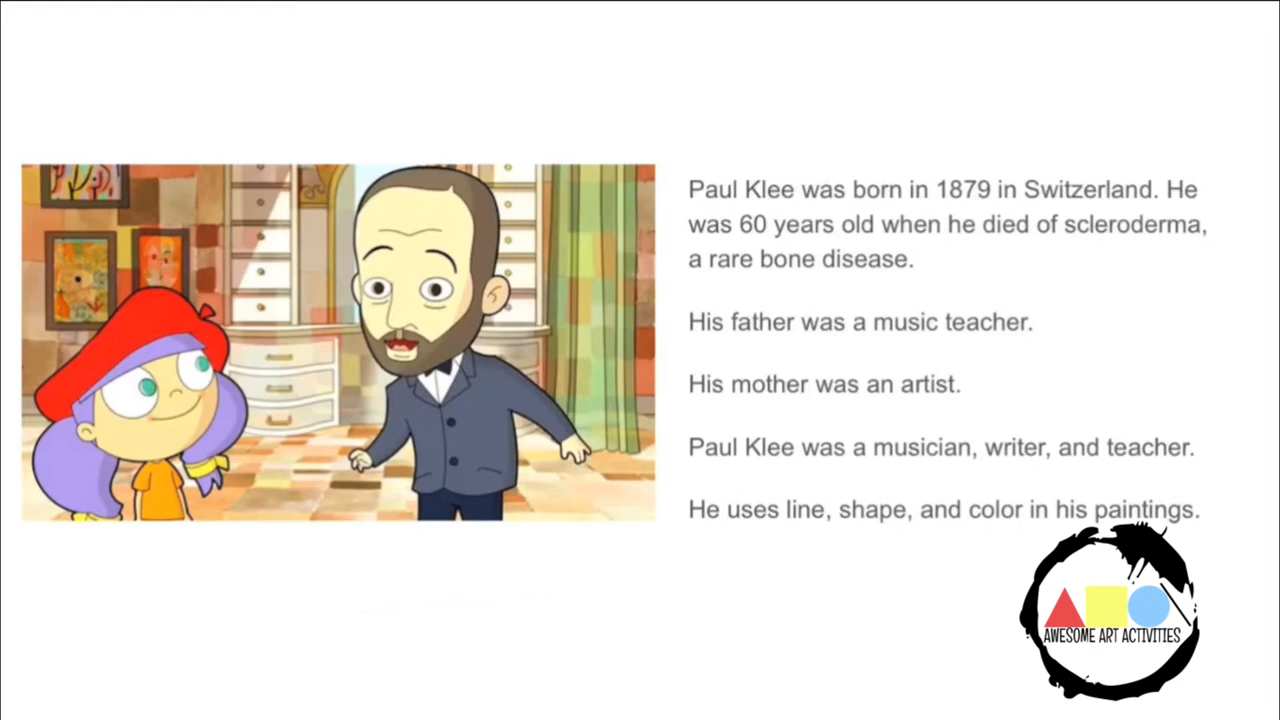 Paul Klee was born in 1879 in Switzerland. He
was 60 years old when he died of scleroderma,
a rare bone disease.
His father was a music teacher.
His mother was an artist.
Paul Klee was a musician, writer, and teacher.
He uses line, shape, and color in his paintings.
AWESOME ART ACTIVITIES